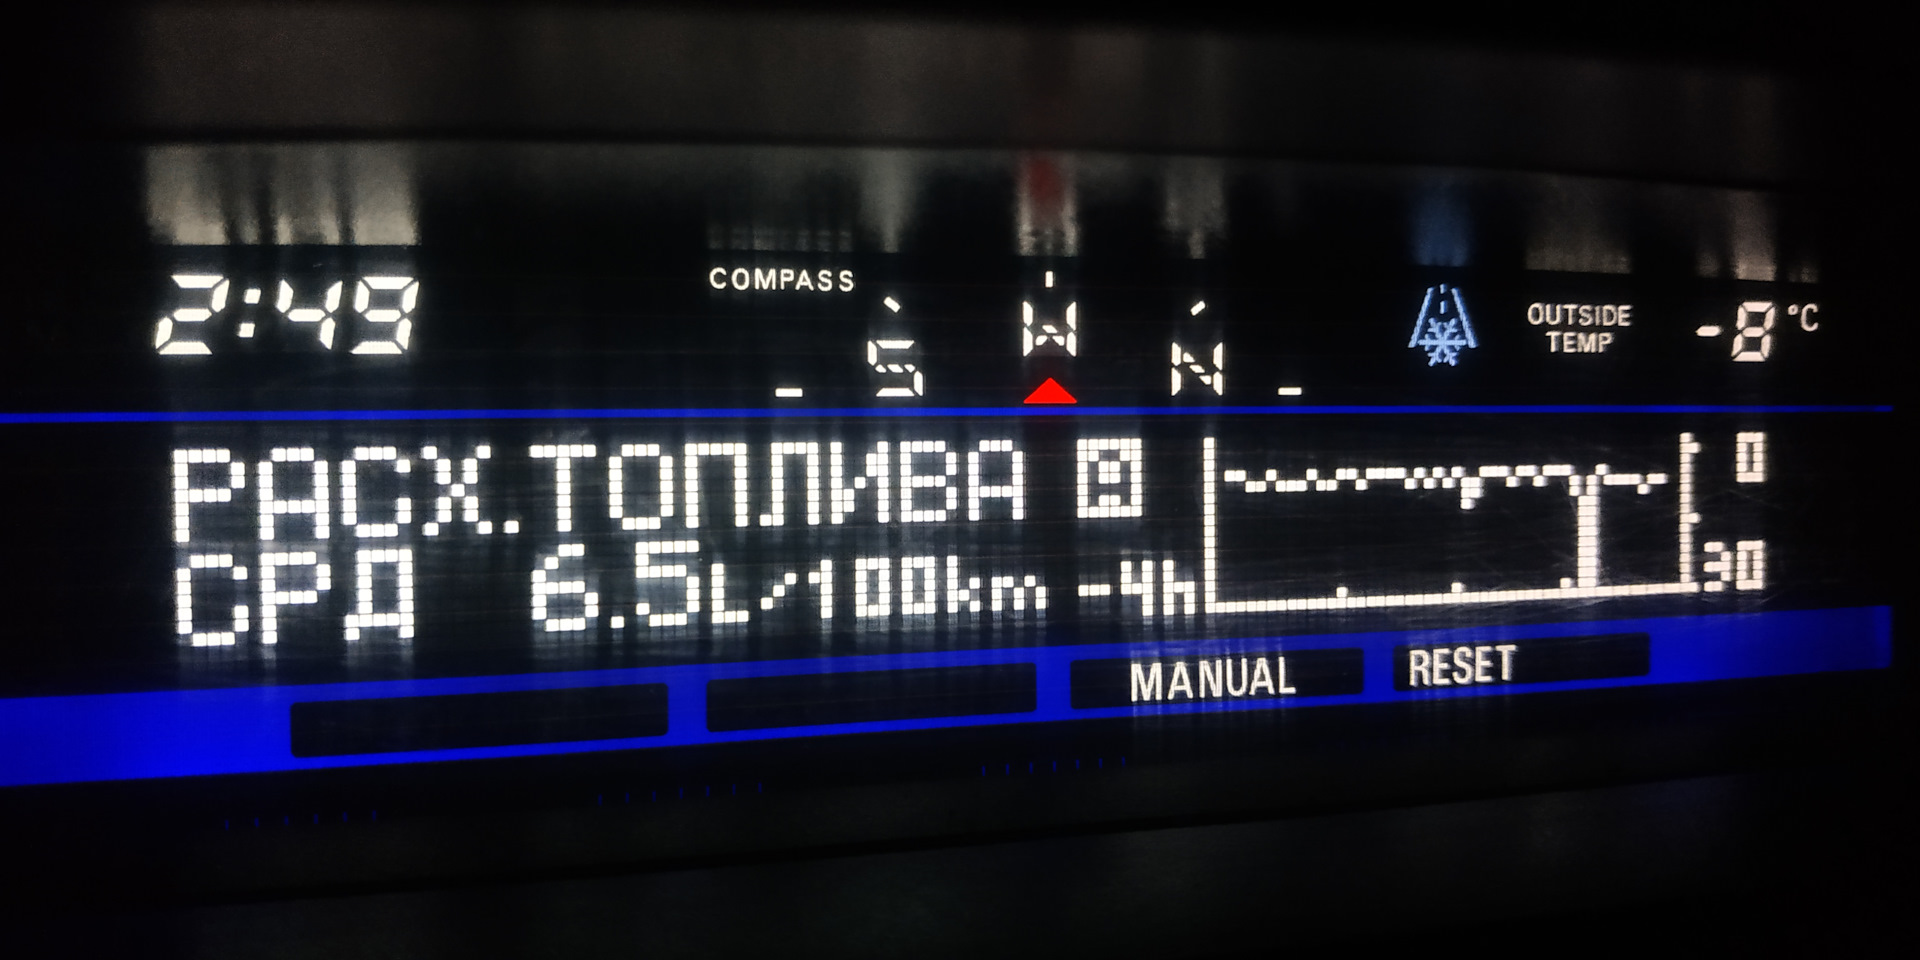 2:49
COMPASS
S W N
OUTSIDE
TEMP
-8°C
РАСХ.ТОПЛИВА
СРД 6.5L/100km -4h
0
30
MANUAL
RESET